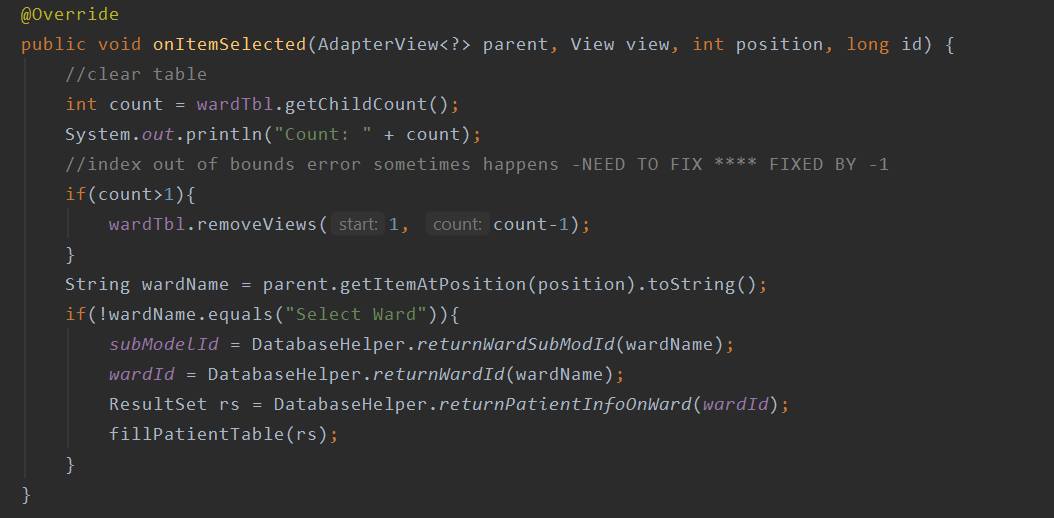 @Override
public void onItemSelected(AdapterView<?> parent, View view, int position, long id) {
//clear table
int count = wardTbl.getChildCount();
System.out.println("Count: " + count);
//index out of bounds error sometimes happens -NEED TO FIX **** FIXED BY -1
if(count>1){
wardTbl.removeViews( start: 1, count: count-1);
}
String wardName = parent.getItemAtPosition(position).toString();
if(!wardName.equals("Select Ward")){
subModelId = DatabaseHelper.returnWardSubModId(wardName);
wardId = DatabaseHelper.returnWardId(wardName);
ResultSet rs = DatabaseHelper.returnPatientInfoOnWard(wardId);
fillPatientTable(rs);
}
}